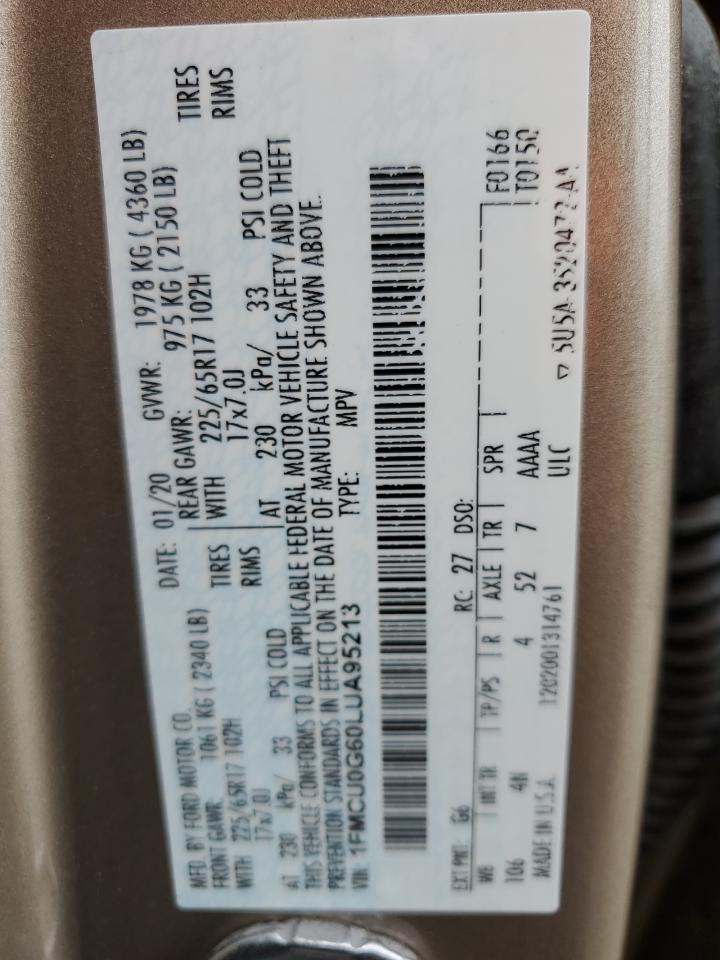 MFD. BY FORD MOTOR CO. DATE: 01/20 GVWR: 1978 KG ( 4360 LB)
FRONT GAWR: 1061 KG ( 2340 LB) REAR GAWR: 975 KG ( 2150 LB)
WITH 225/65R17 102H TIRES WITH 225/65R17 102H TIRES
17x7.0J RIMS 17x7.0J RIMS
AT 230 kPa/ 33 PSI COLD AT 230 kPa/ 33 PSI COLD
THIS VEHICLE CONFORMS TO ALL APPLICABLE FEDERAL MOTOR VEHICLE SAFETY AND THEFT
PREVENTION STANDARDS IN EFFECT ON THE DATE OF MANUFACTURE SHOWN ABOVE.
VIN: 1FMCU0G60LUA95213 TYPE: MPV
EXT PNT: G6 RC: 27 DSO: F0166
WB INT TR TP/PS R AXLE TR SPR T0150
106 4N 4 52 7 AAAA
MADE IN U.S.A. 1202001314761 ULC
▽ 5U5A-3520472-AA